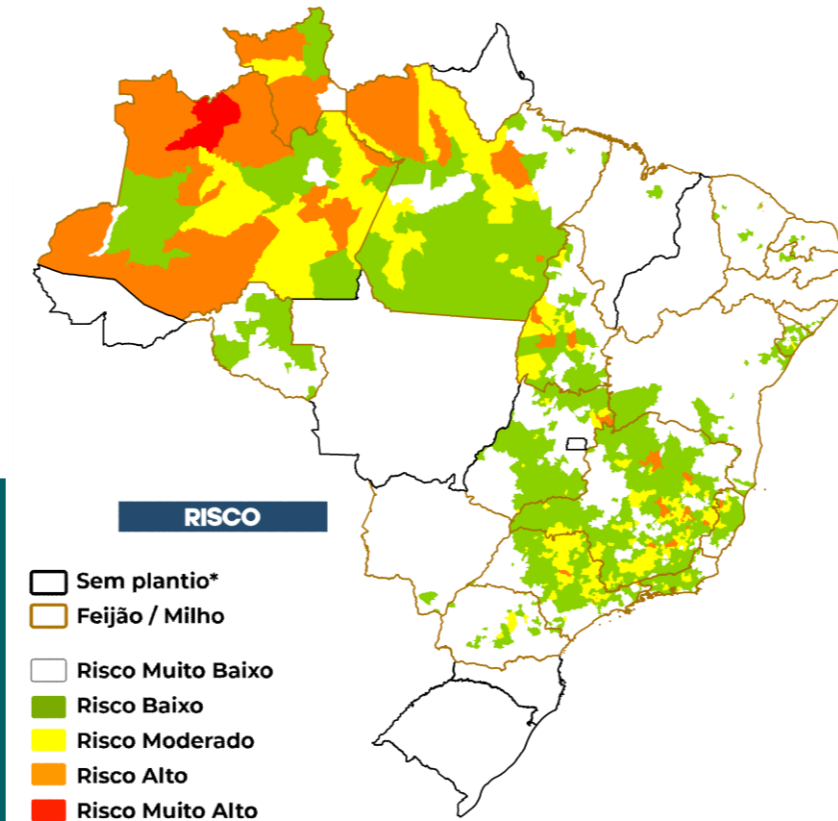 RISCO
Sem plantio*
Feijão / Milho
Risco Muito Baixo
Risco Baixo
Risco Moderado
Risco Alto
Risco Muito Alto